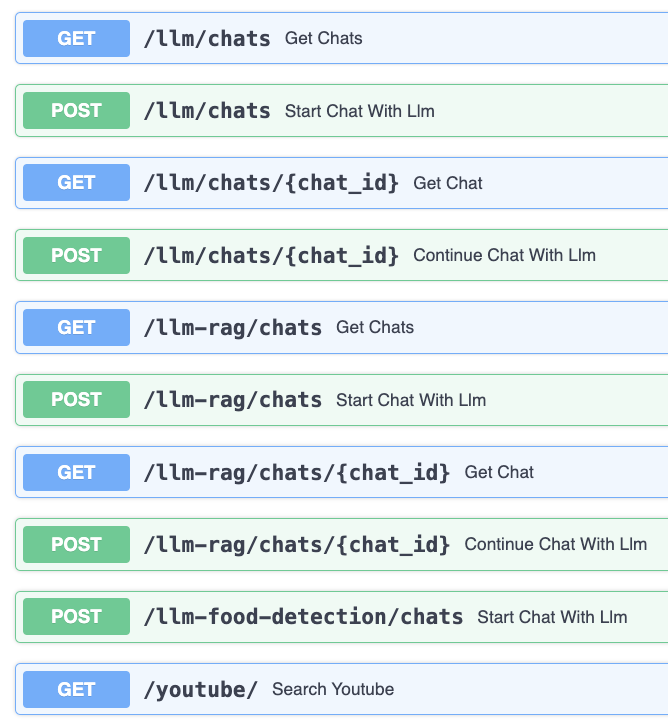 GET /llm/chats Get Chats
POST /llm/chats Start Chat With Llm
GET /llm/chats/{chat_id} Get Chat
POST /llm/chats/{chat_id} Continue Chat With Llm
GET /llm-rag/chats Get Chats
POST /llm-rag/chats Start Chat With Llm
GET /llm-rag/chats/{chat_id} Get Chat
POST /llm-rag/chats/{chat_id} Continue Chat With Llm
POST /llm-food-detection/chats Start Chat With Llm
GET /youtube/ Search Youtube